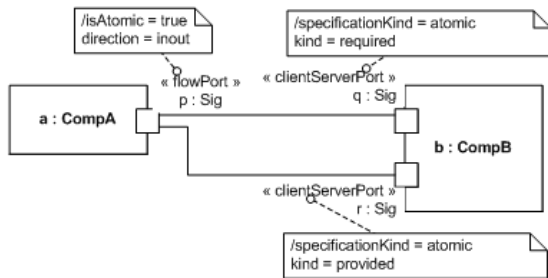 /isAtomic = true
direction = inout
/specificationKind = atomic
kind = required
« flowPort »
p : Sig
« clientServerPort »
q : Sig
a : CompA
b : CompB
« clientServerPort »
r : Sig
/specificationKind = atomic
kind = provided